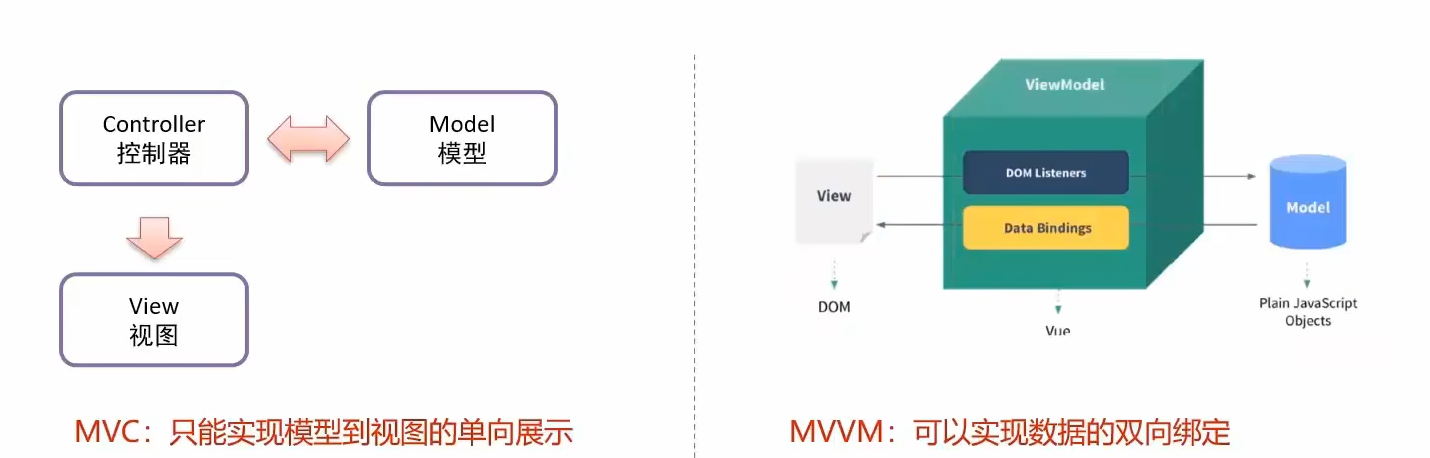 Controller
控制器
Model
模型
View
视图
MVC：只能实现模型到视图的单向展示
ViewModel
DOM Listeners
View
Model
Data Bindings
DOM
Vue
Plain JavaScript
Objects
MVVM：可以实现数据的双向绑定